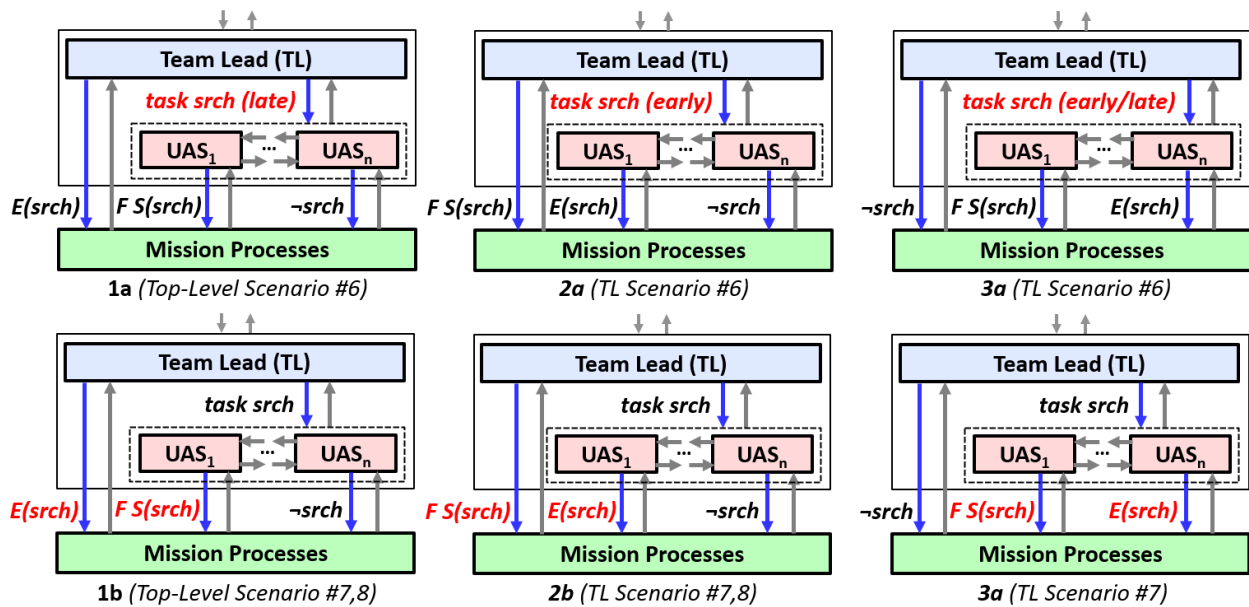 Team Lead (TL) Team Lead (TL) Team Lead (TL)
task srch (late) task srch (early) task srch (early/late)
UAS1 ... UASn UAS1 ... UASn UAS1 ... UASn
E(srch) F S(srch) ¬srch F S(srch) E(srch) ¬srch ¬srch F S(srch) E(srch)
Mission Processes Mission Processes Mission Processes
1a (Top-Level Scenario #6) 2a (TL Scenario #6) 3a (TL Scenario #6)
Team Lead (TL) Team Lead (TL) Team Lead (TL)
task srch task srch task srch
UAS1 ... UASn UAS1 ... UASn UAS1 ... UASn
E(srch) F S(srch) ¬srch F S(srch) E(srch) ¬srch ¬srch F S(srch) E(srch)
Mission Processes Mission Processes Mission Processes
1b (Top-Level Scenario #7,8) 2b (TL Scenario #7,8) 3a (TL Scenario #7)